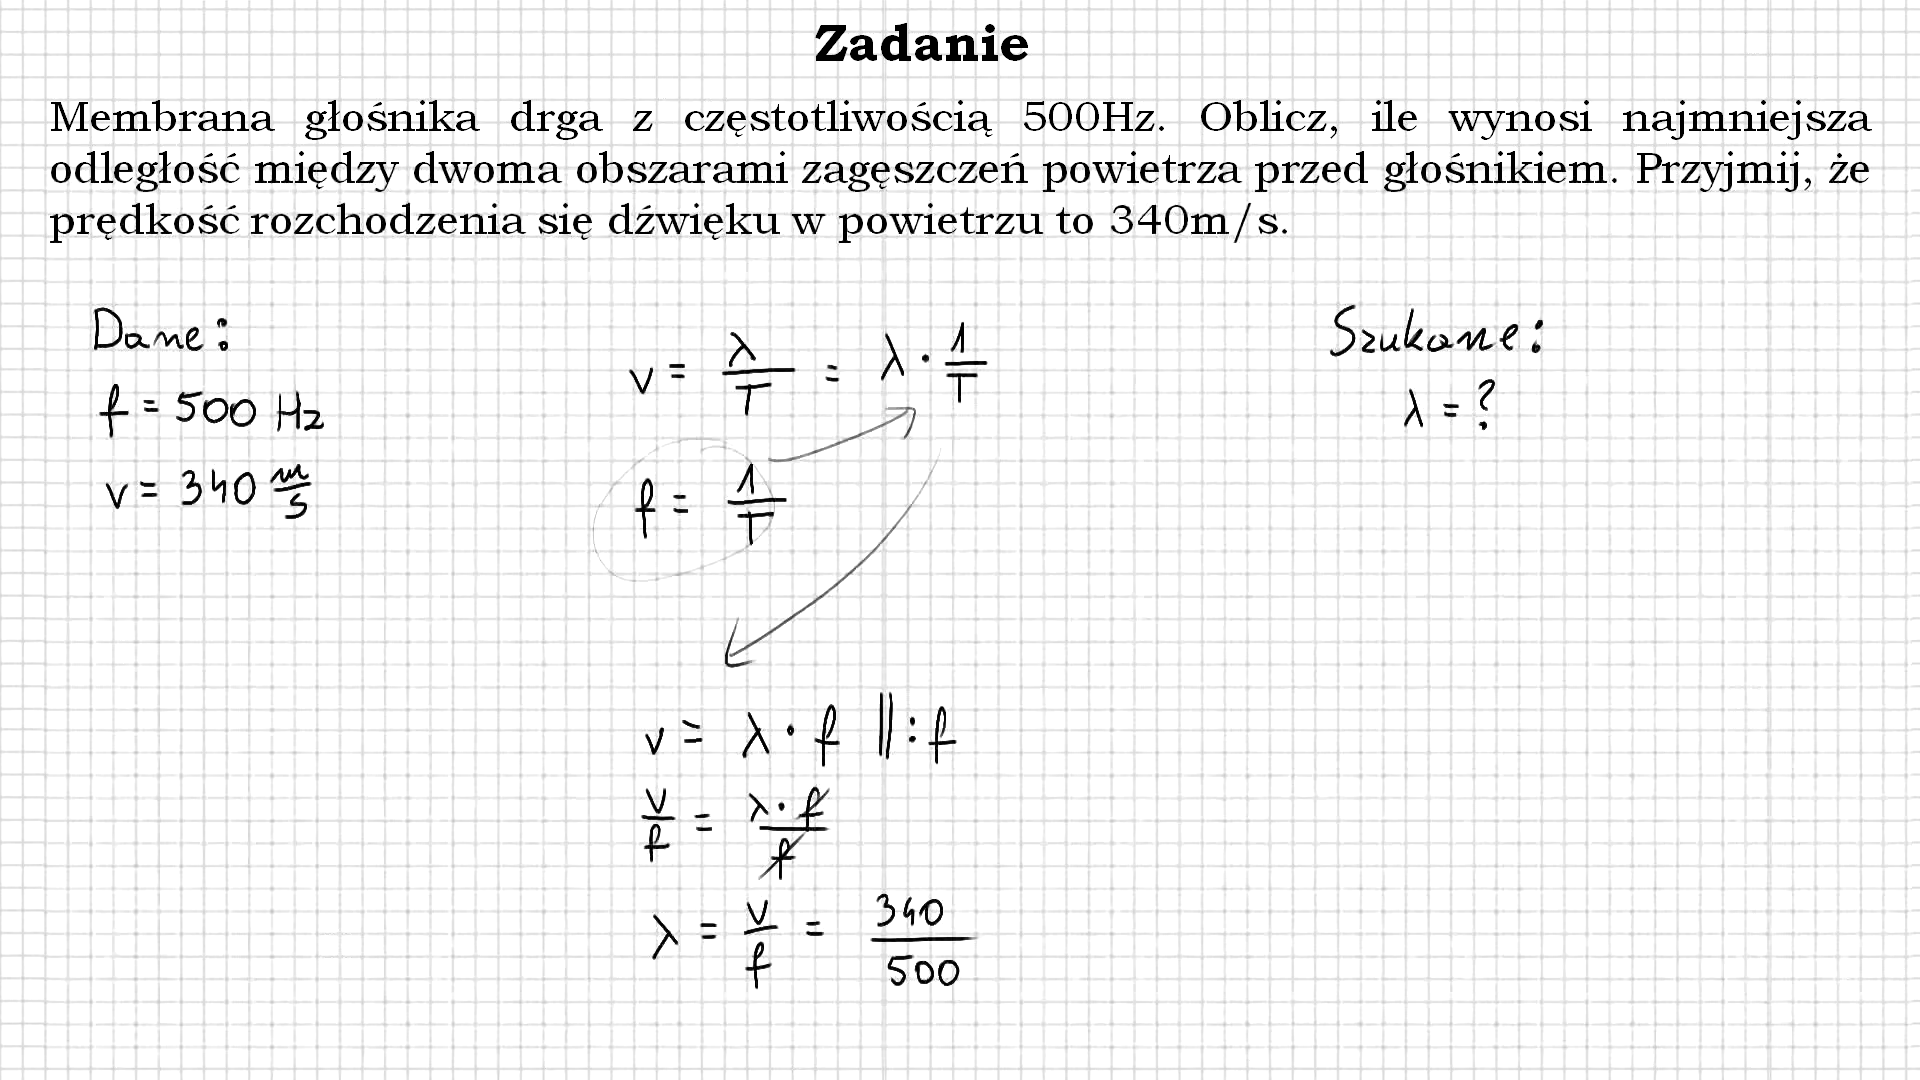 Zadanie
Membrana głośnika drga z częstotliwością 500Hz. Oblicz, ile wynosi najmniejsza
odległość między dwoma obszarami zagęszczeń powietrza przed głośnikiem. Przyjmij, że
prędkość rozchodzenia się dźwięku w powietrzu to 340m/s.
Dane:
f = 500 Hz
v = 340 m/s
v = λ/T = λ · 1/T
f = 1/T
v = λ · f ||: f
v/f = λ · f/f
λ = v/f = 340/500
Szukane:
λ = ?